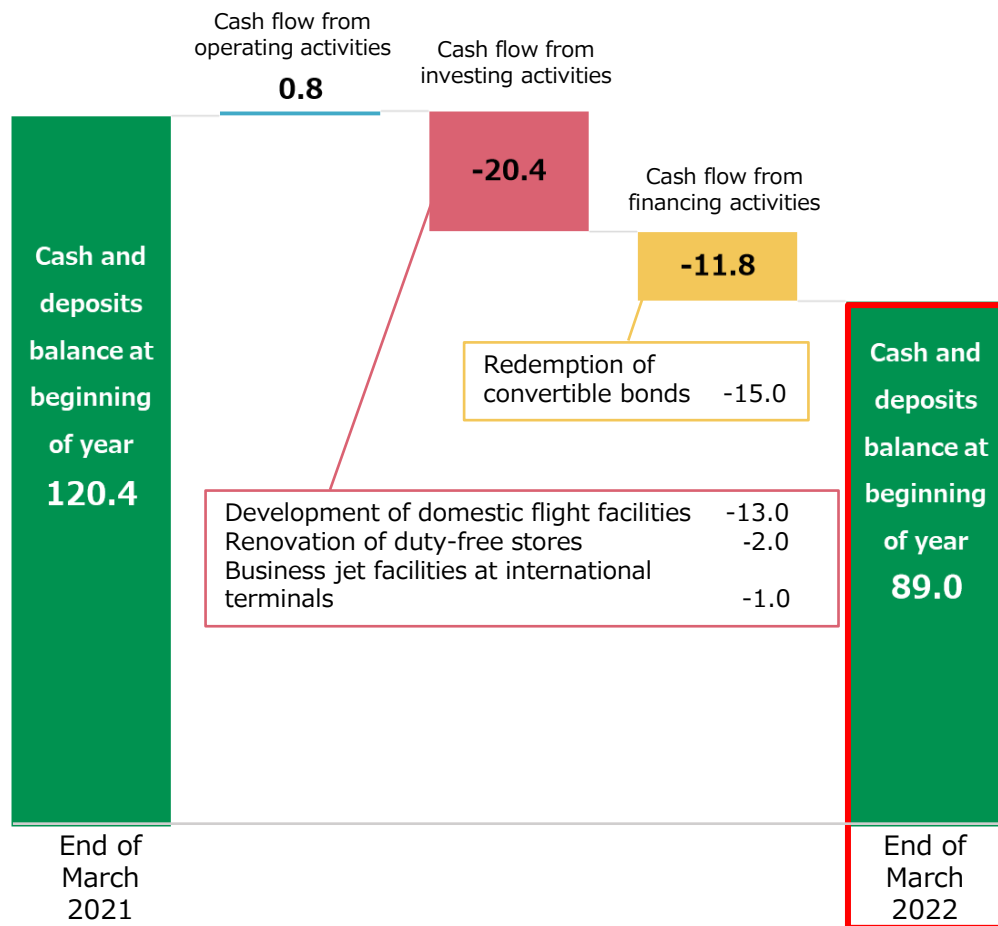 Cash flow from
operating activities
0.8
Cash flow from
investing activities
-20.4
Cash flow from
financing activities
-11.8
Cash and
deposits
balance at
beginning
of year
120.4
Redemption of
convertible bonds -15.0
Development of domestic flight facilities -13.0
Renovation of duty-free stores -2.0
Business jet facilities at international
terminals -1.0
Cash and
deposits
balance at
beginning
of year
89.0
End of
March
2021
End of
March
2022